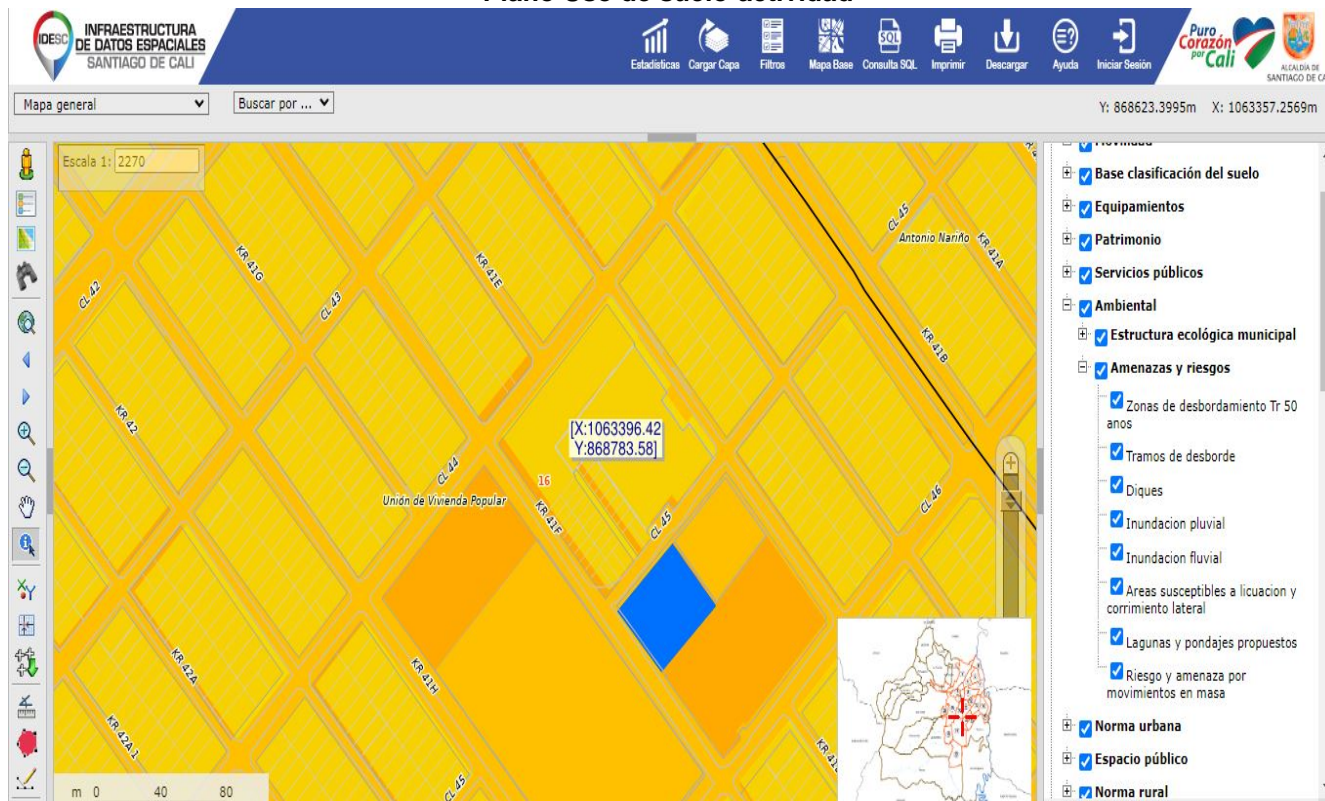 Plano Uso de suelo actividad
IDESC
INFRAESTRUCTURA
DE DATOS ESPACIALES
SANTIAGO DE CALI
Estadísticas
Cargar Capa
Filtros
Mapa Base
Consulta SQL
SQL
Imprimir
Descargar
Ayuda
Iniciar Sesión
Puro
Corazón
por Cali
ALCALDÍA DE
SANTIAGO DE CA
Mapa general
Buscar por ...
Y: 868623.3995m X: 1063357.2569m
Escala 1: 2270
CL 42
KR 41G
CL 43
KR 41E
CL 45
Antonio Nariño
KR 41A
KR 41B
KR 42
[X:1063396.42
Y:868783.58]
CL 44
16
Unión de Vivienda Popular
KR 41F
CL 45
CL 46
KR 42A
KR 41H
KR 42A 1
CL 45
m 0 40 80
Movilidad
Base clasificación del suelo
Equipamientos
Patrimonio
Servicios públicos
Ambiental
Estructura ecológica municipal
Amenazas y riesgos
Zonas de desbordamiento Tr 50
anos
Tramos de desborde
Diques
Inundacion pluvial
Inundacion fluvial
Areas susceptibles a licuacion y
corrimiento lateral
Lagunas y pondajes propuestos
Riesgo y amenaza por
movimientos en masa
Norma urbana
Espacio público
Norma rural